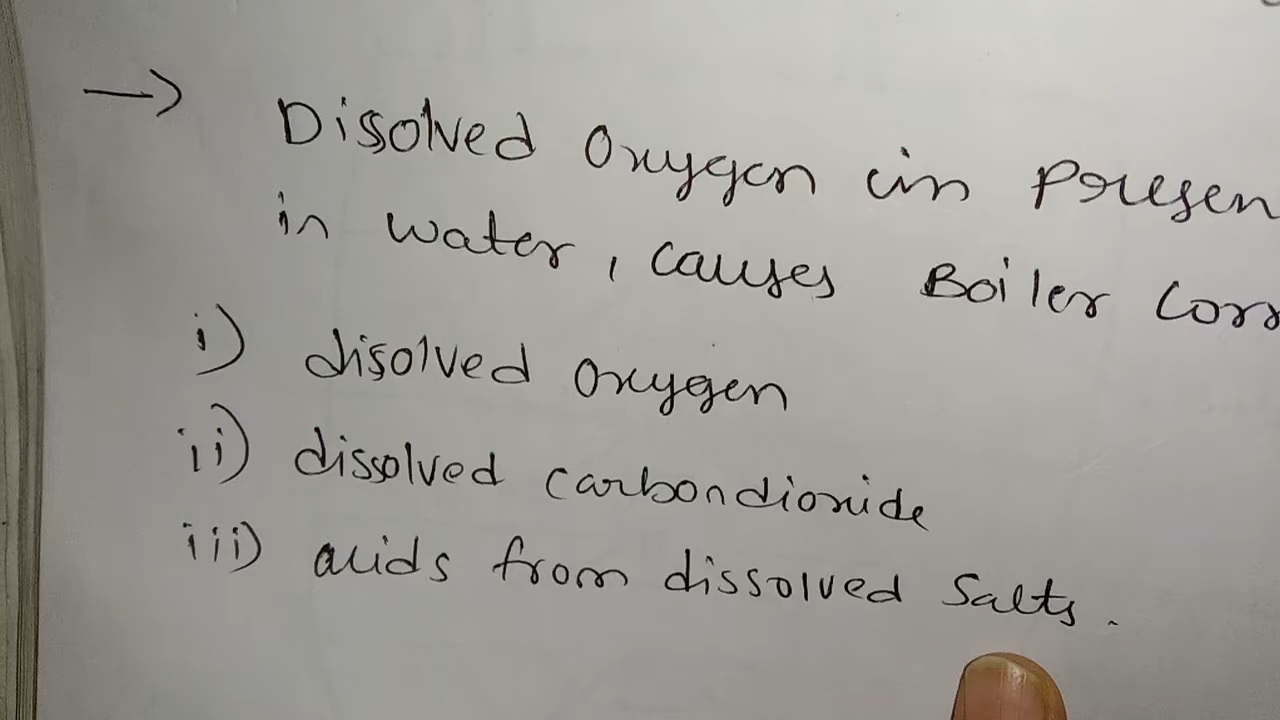 → Disolved Oxygen in presen
in water, causes Boiler Corr
i) disolved oxygen
ii) dissolved carbondioxide
iii) acids from dissolved salts.